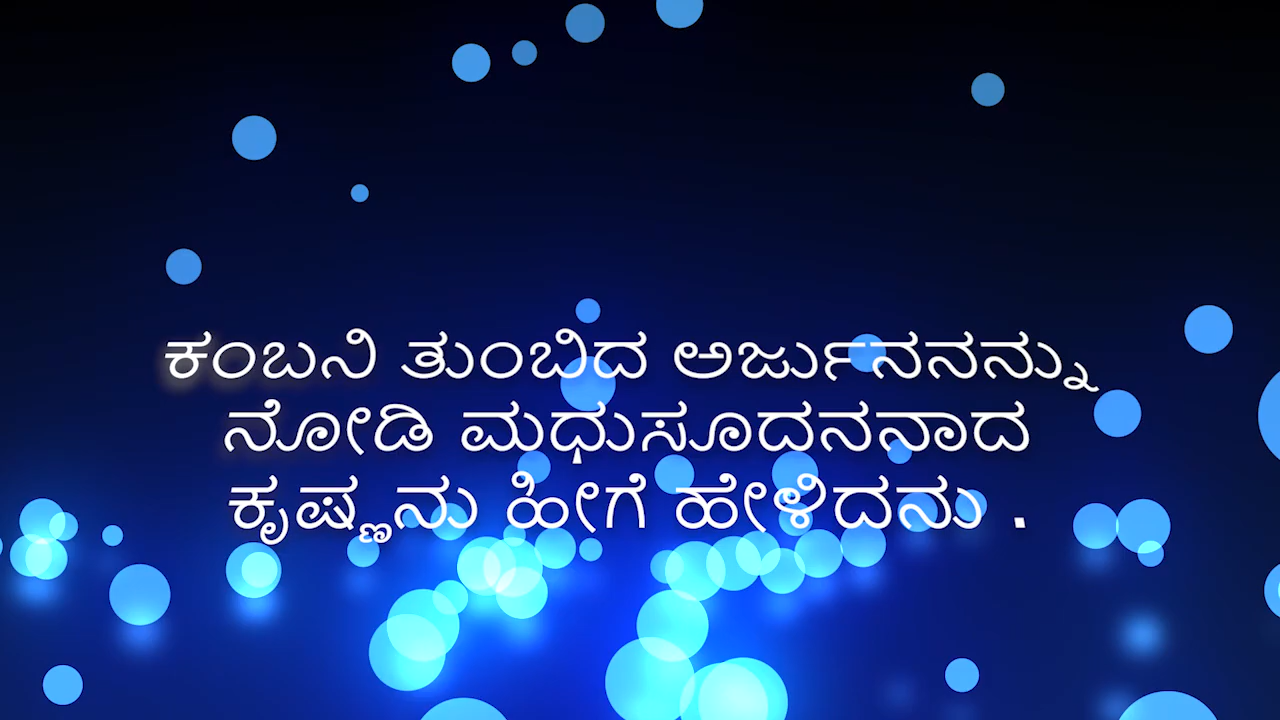 ಕಂಬನಿ ತುಂಬಿದ ಅರ್ಜುನನನ್ನು
ನೋಡಿ ಮಧುಸೂದನನಾದ
ಕೃಷ್ಣನು ಹೀಗೆ ಹೇಳಿದನು .